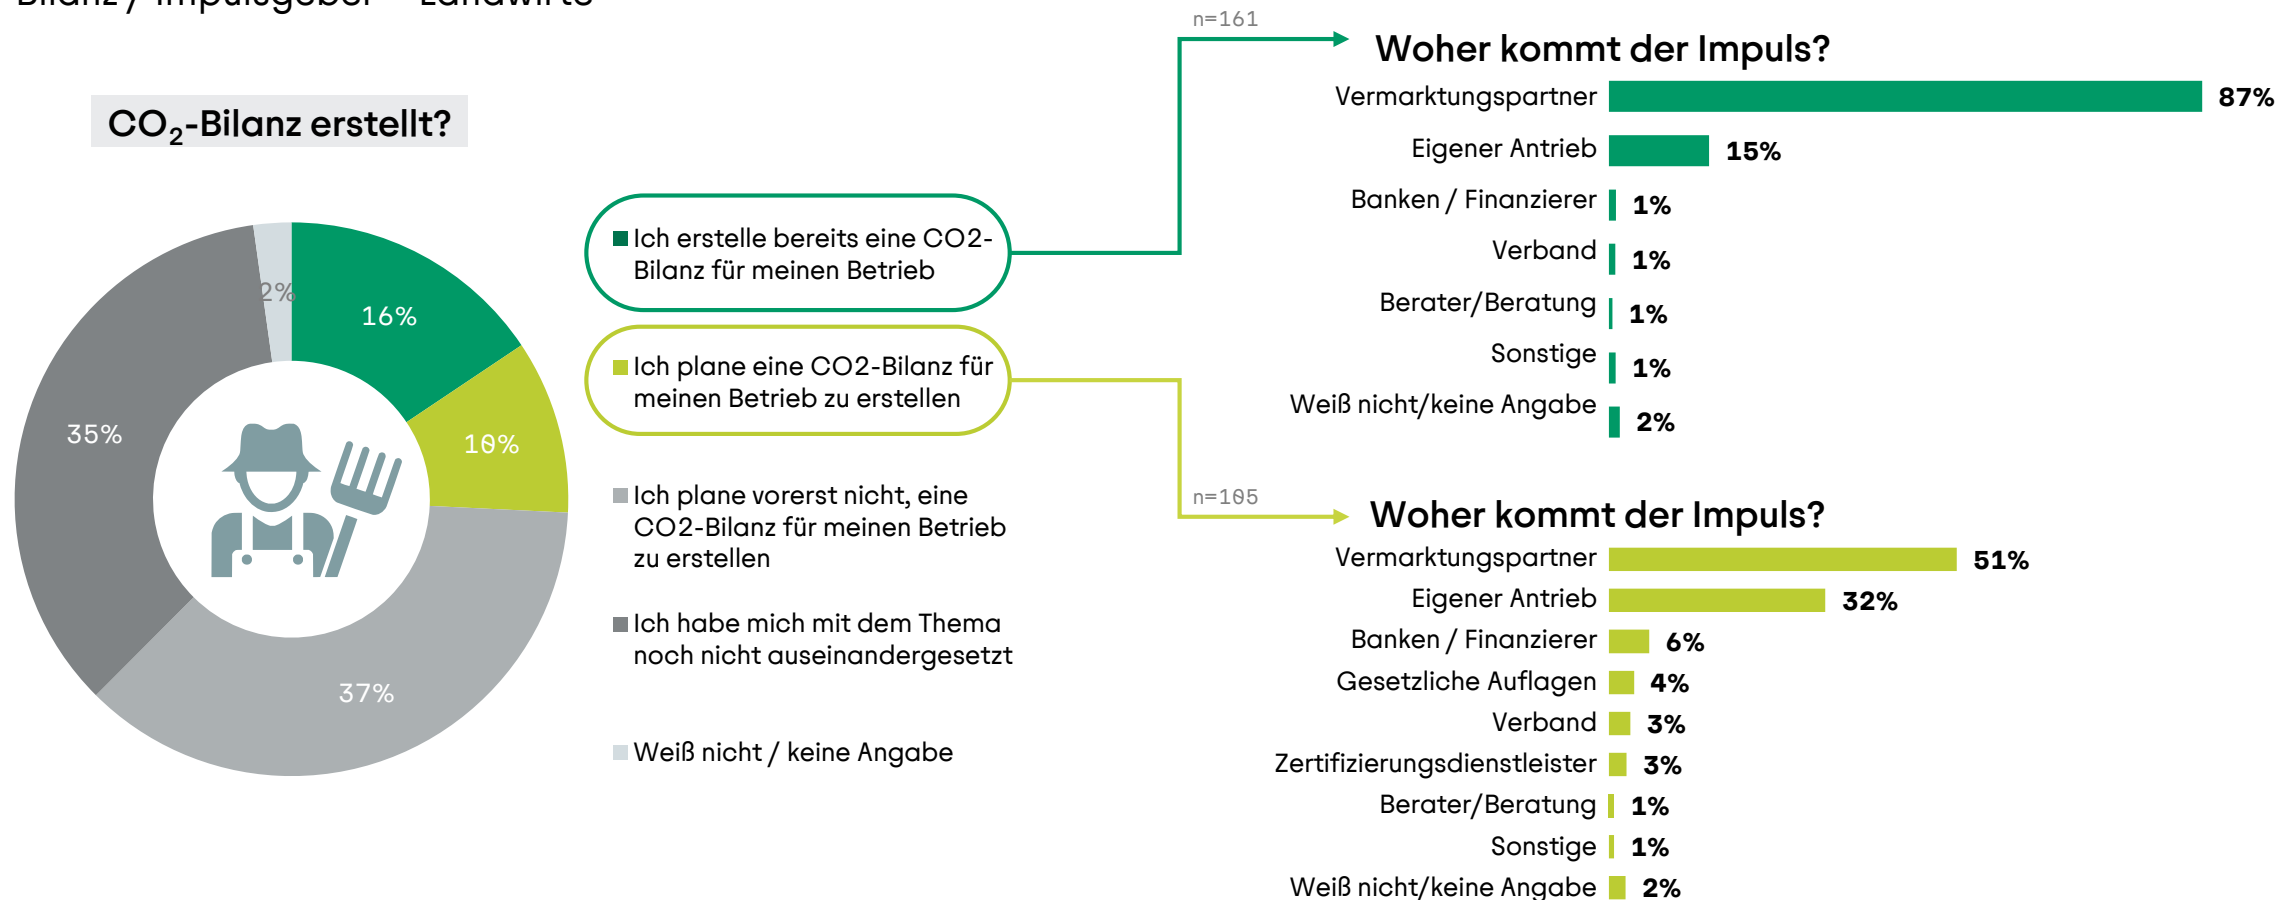 Bilanz / Impulsgeber – Landwirte
CO₂-Bilanz erstellt?
2%
16%
10%
35%
37%
Ich erstelle bereits eine CO2-
Bilanz für meinen Betrieb
Ich plane eine CO2-Bilanz für
meinen Betrieb zu erstellen
Ich plane vorerst nicht, eine
CO2-Bilanz für meinen Betrieb
zu erstellen
Ich habe mich mit dem Thema
noch nicht auseinandergesetzt
Weiß nicht / keine Angabe
n=161
Woher kommt der Impuls?
Vermarktungspartner 87%
Eigener Antrieb 15%
Banken / Finanzierer 1%
Verband 1%
Berater/Beratung 1%
Sonstige 1%
Weiß nicht/keine Angabe 2%
n=105
Woher kommt der Impuls?
Vermarktungspartner 51%
Eigener Antrieb 32%
Banken / Finanzierer 6%
Gesetzliche Auflagen 4%
Verband 3%
Zertifizierungsdienstleister 3%
Berater/Beratung 1%
Sonstige 1%
Weiß nicht/keine Angabe 2%